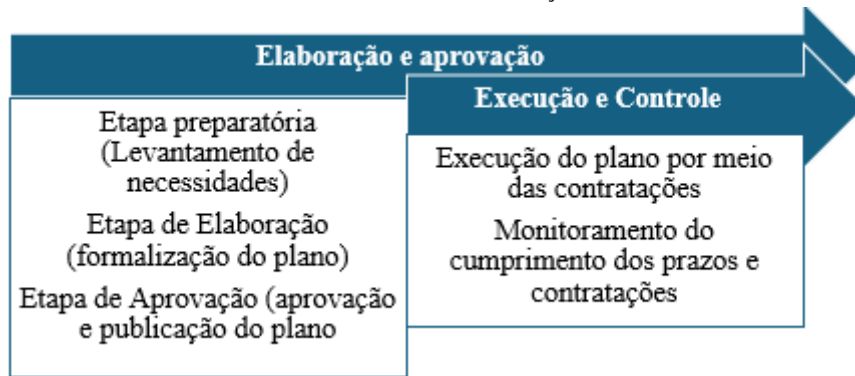 Elaboração e aprovação
Etapa preparatória
(Levantamento de
necessidades)
Etapa de Elaboração
(formalização do plano)
Etapa de Aprovação (aprovação
e publicação do plano
Execução e Controle
Execução do plano por meio
das contratações
Monitoramento do
cumprimento dos prazos e
contratações